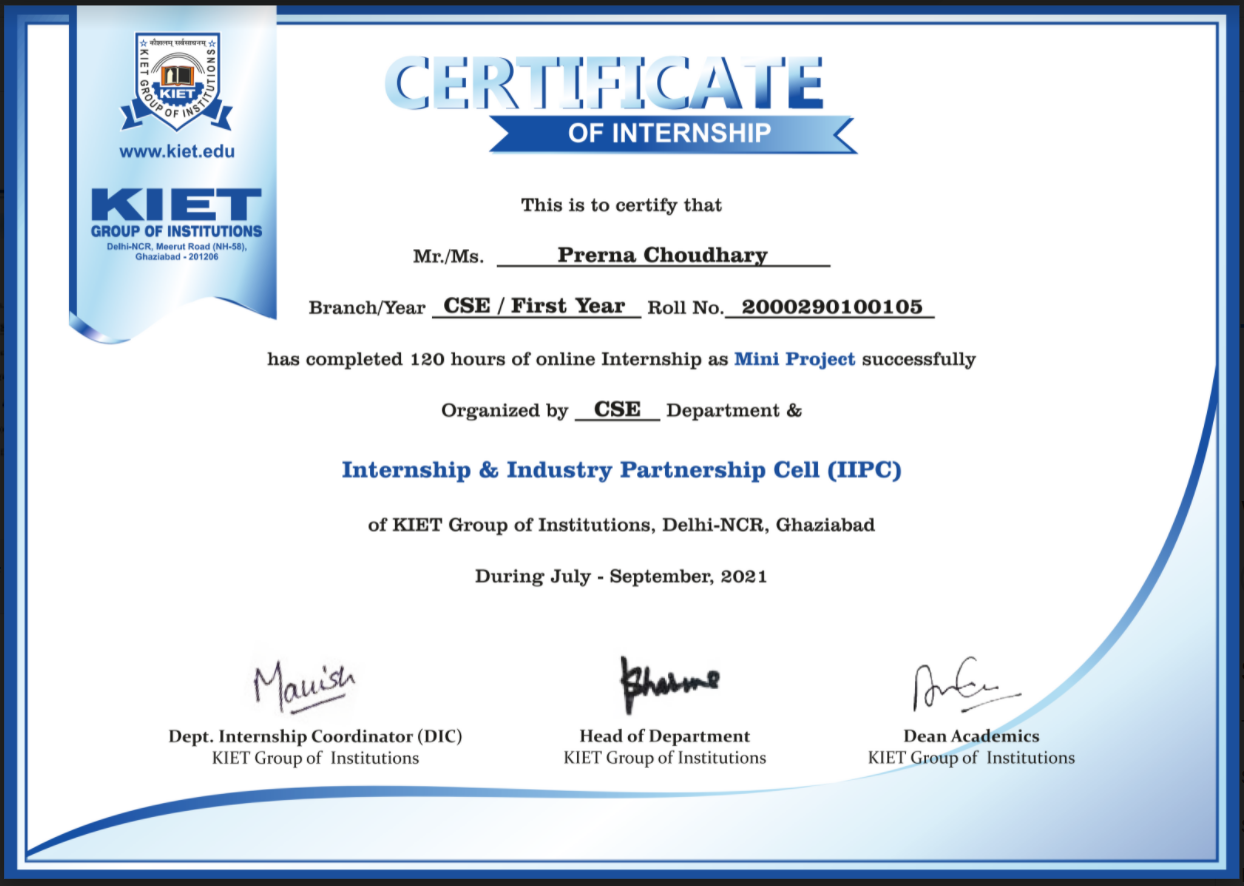 कौशलम् सर्वसाधनम्
KIET GROUP OF INSTITUTIONS
KIET
www.kiet.edu
KIET
GROUP OF INSTITUTIONS
Delhi-NCR, Meerut Road (NH-58),
Ghaziabad - 201206
CERTIFICATE
OF INTERNSHIP
This is to certify that
Mr./Ms. Prerna Choudhary
Branch/Year CSE / First Year Roll No. 2000290100105
has completed 120 hours of online Internship as Mini Project successfully
Organized by CSE Department &
Internship & Industry Partnership Cell (IIPC)
of KIET Group of Institutions, Delhi-NCR, Ghaziabad
During July - September, 2021
Manish
Dept. Internship Coordinator (DIC)
KIET Group of Institutions
Head of Department
KIET Group of Institutions
Dean Academics
KIET Group of Institutions